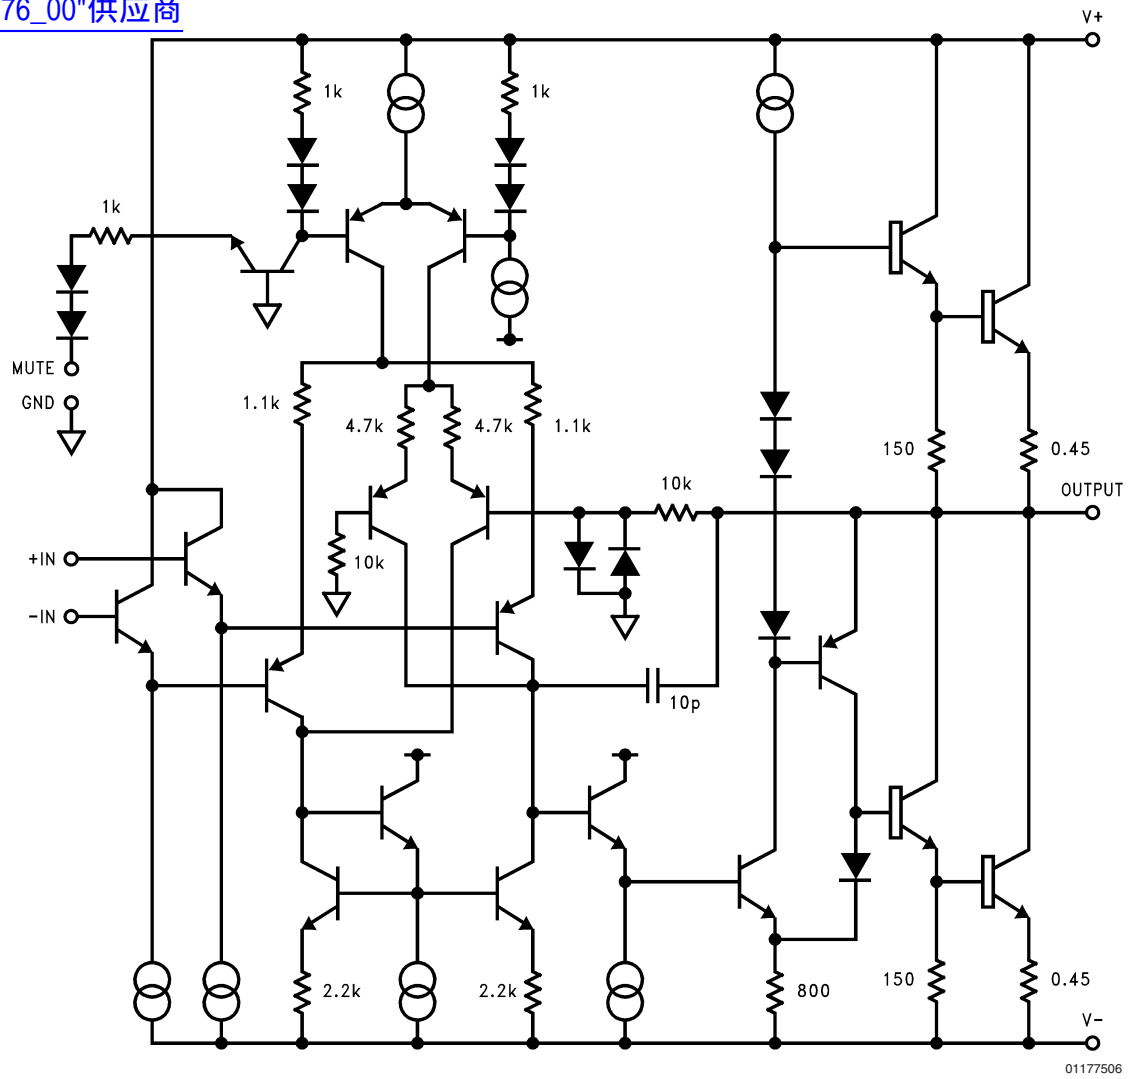 76_00"供应商
V+
1k
1k
1k
MUTE
GND
1.1k
4.7k
4.7k
1.1k
150
0.45
10k
OUTPUT
+IN
10k
-IN
10p
2.2k
2.2k
800
150
0.45
V-
01177506